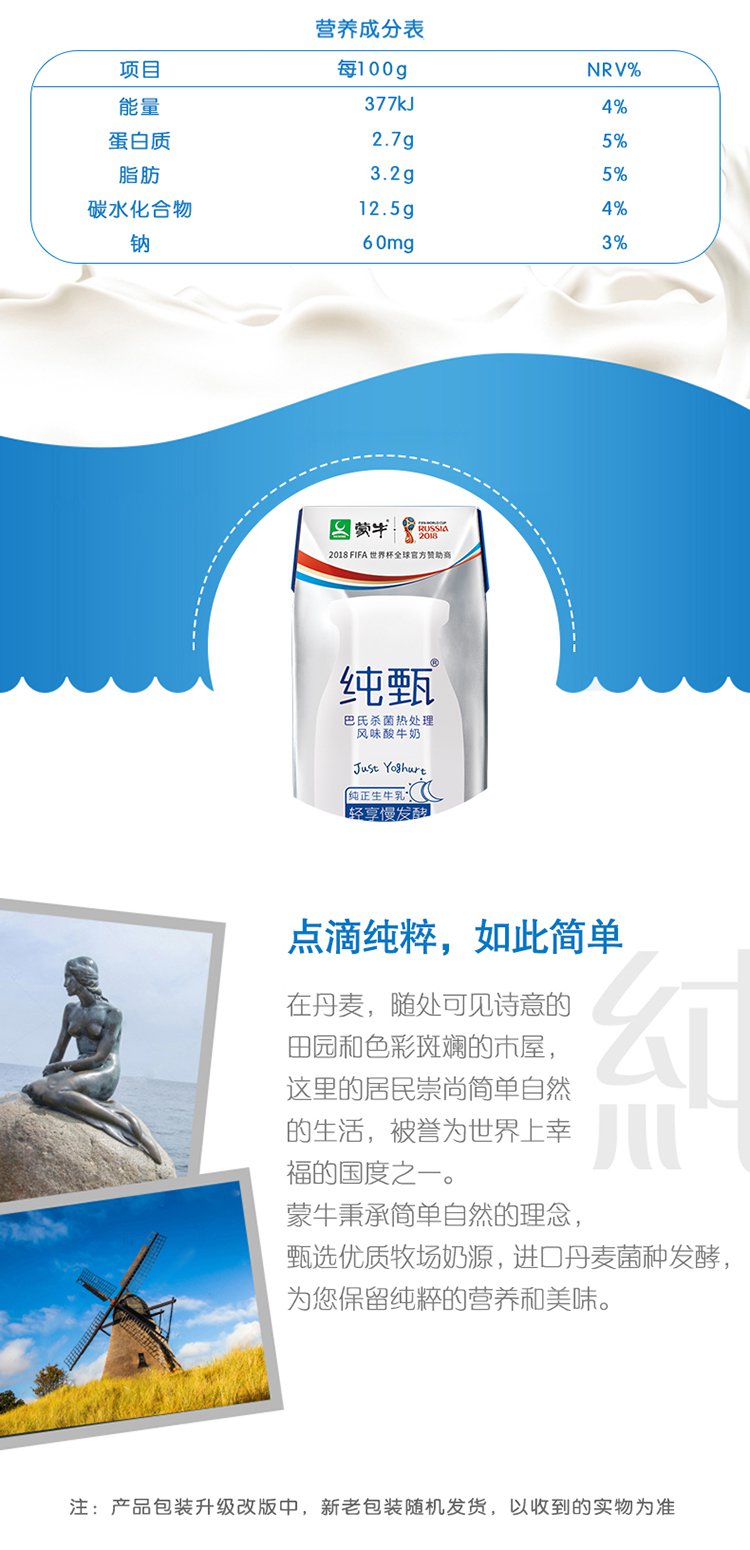 营养成分表
项目 每100g NRV%
能量 377kJ 4%
蛋白质 2.7g 5%
脂肪 3.2g 5%
碳水化合物 12.5g 4%
钠 60mg 3%
蒙牛® FIFA WORLD CUP
RUSSIA
2018
2018 FIFA 世界杯全球官方赞助商
纯甄®
巴氏杀菌热处理
风味酸牛奶
Just Yoghurt
纯正生牛乳
轻享慢发酵
点滴纯粹，如此简单
在丹麦，随处可见诗意的
田园和色彩斑斓的木屋，
这里的居民崇尚简单自然
的生活，被誉为世界上幸
福的国度之一。
蒙牛秉承简单自然的理念，
甄选优质牧场奶源，进口丹麦菌种发酵，
为您保留纯粹的营养和美味。
注：产品包装升级改版中，新老包装随机发货，以收到的实物为准